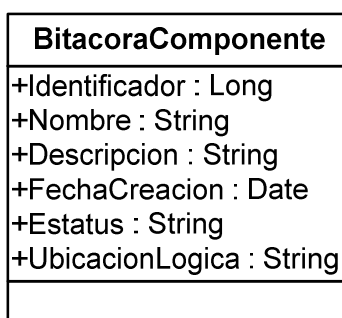 BitacoraComponente
+Identificador : Long
+Nombre : String
+Descripcion : String
+FechaCreacion : Date
+Estatus : String
+UbicacionLogica : String